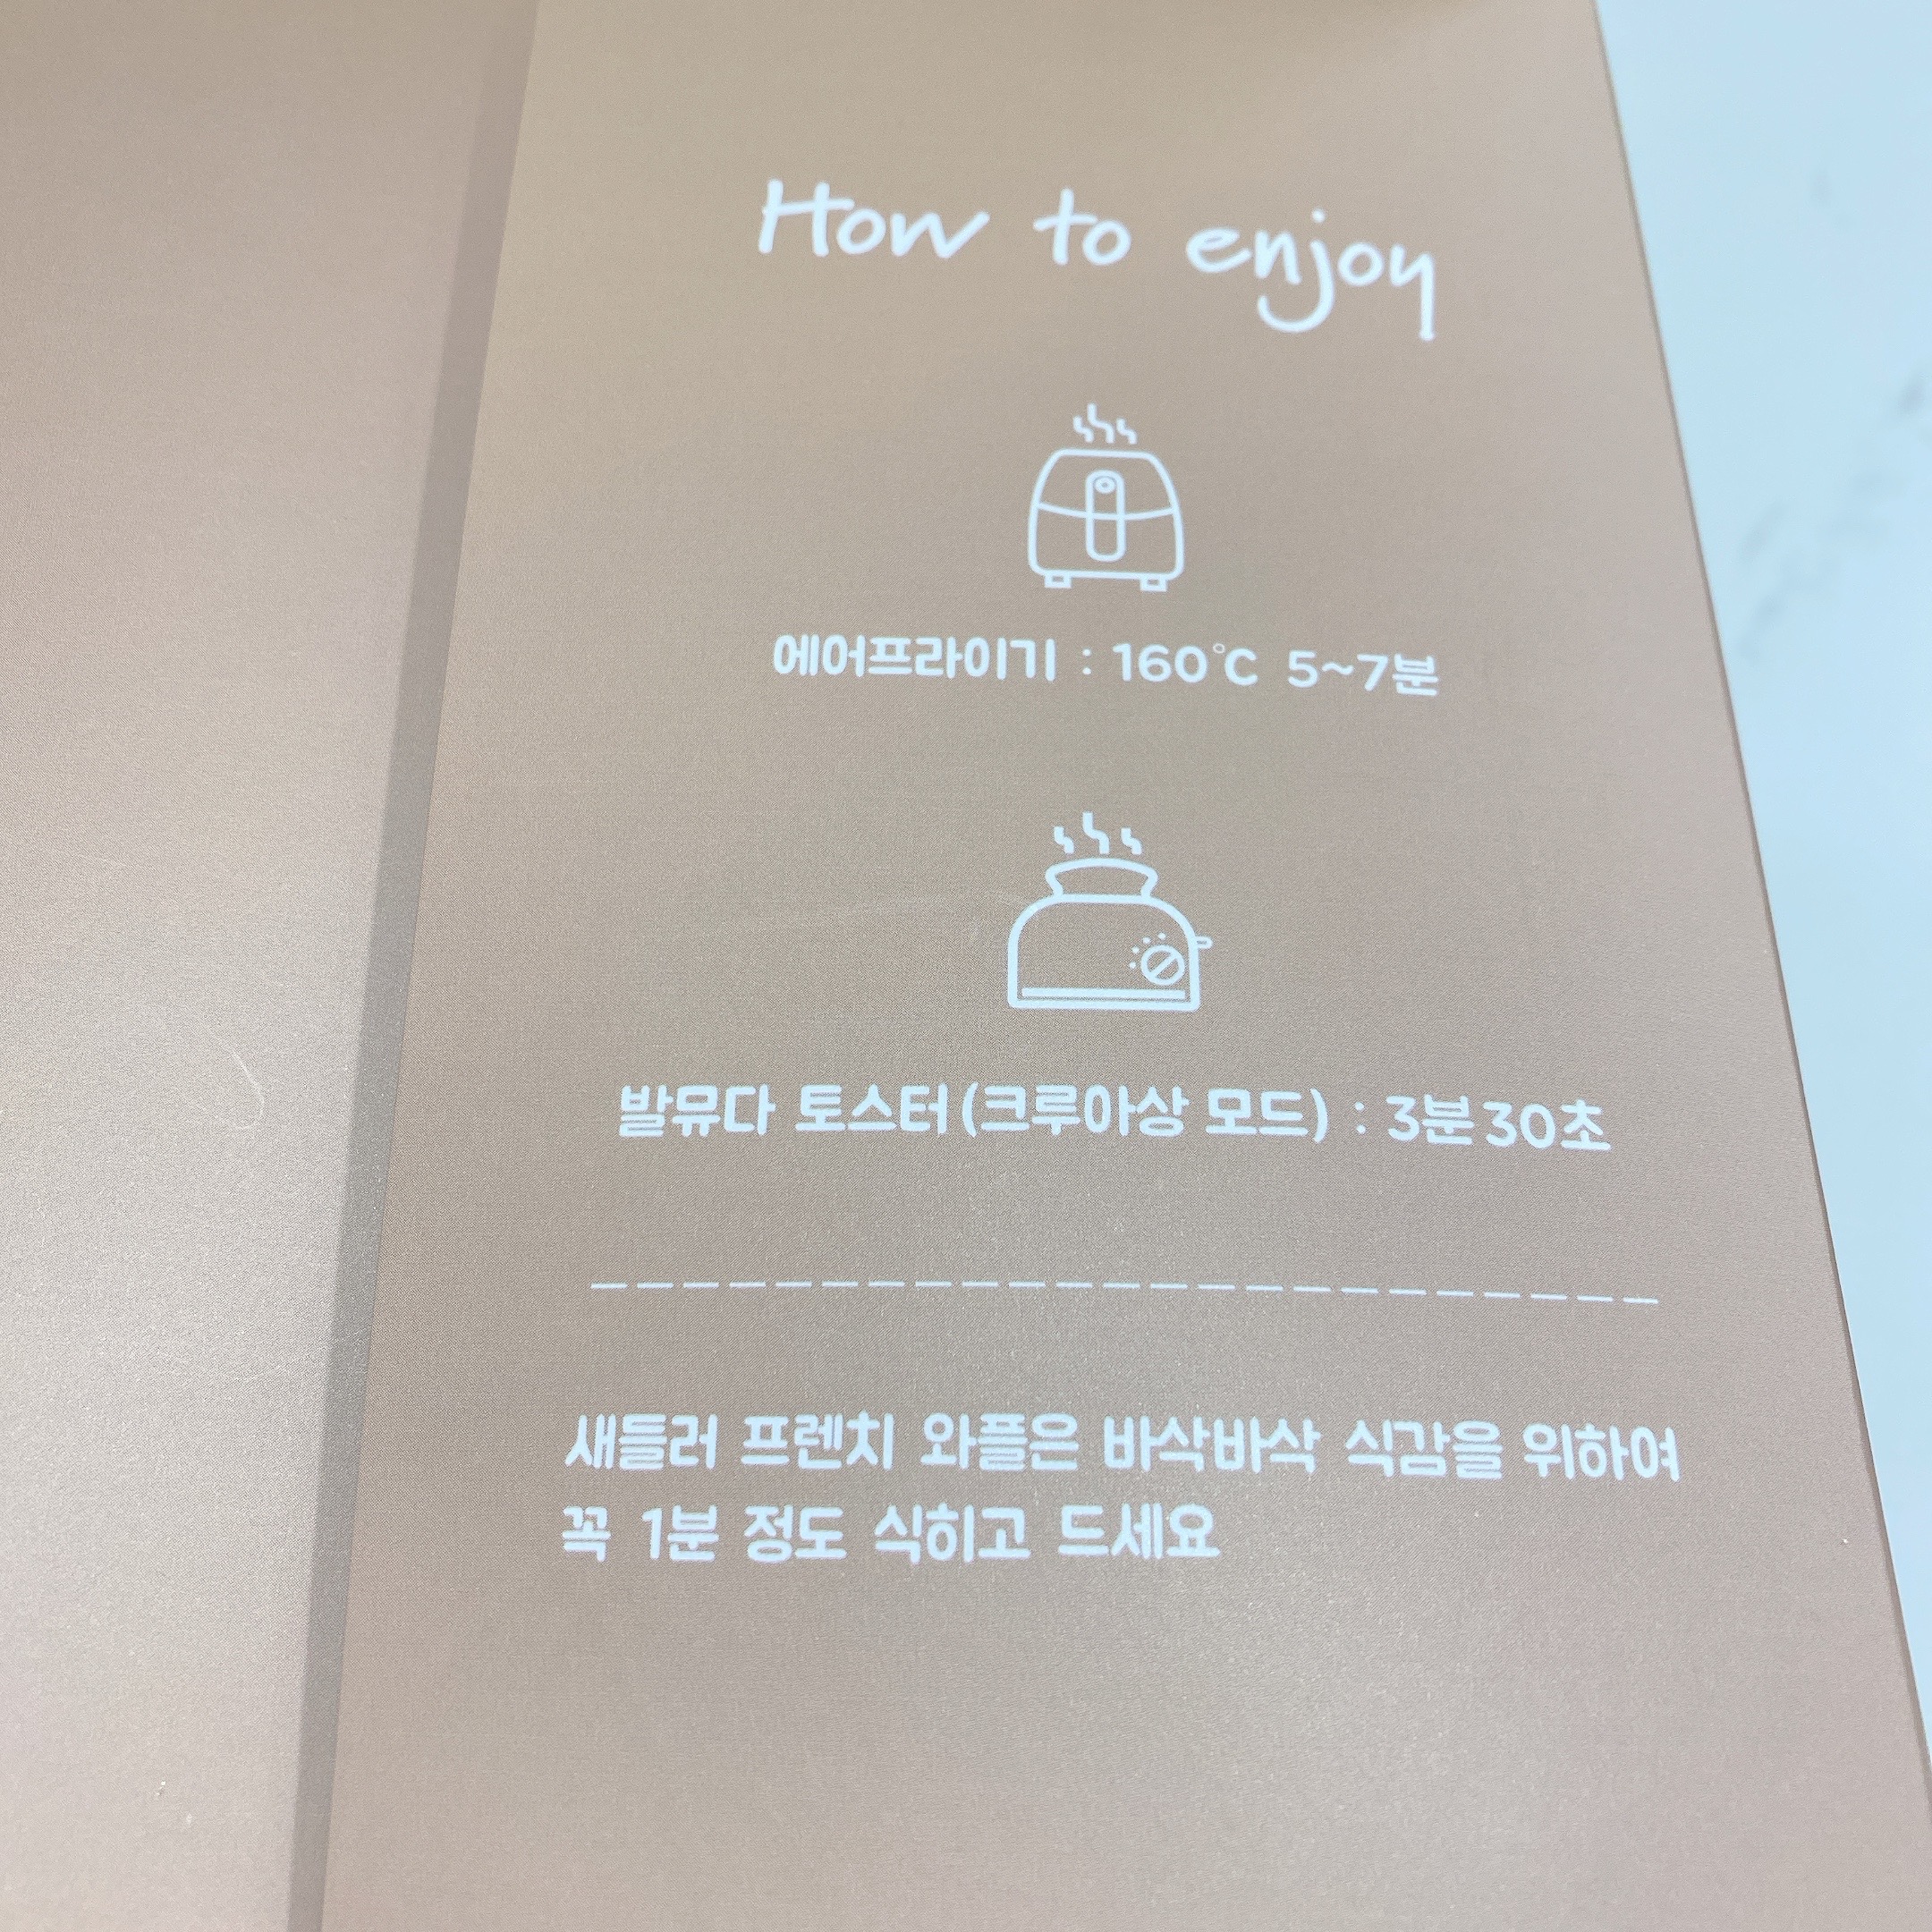 How to enjoy
에어프라이기 : 160℃ 5~7분
발뮤다 토스터(크루아상 모드) : 3분30초
새들러 프렌치 와플은 바삭바삭 식감을 위하여
꼭 1분 정도 식히고 드세요